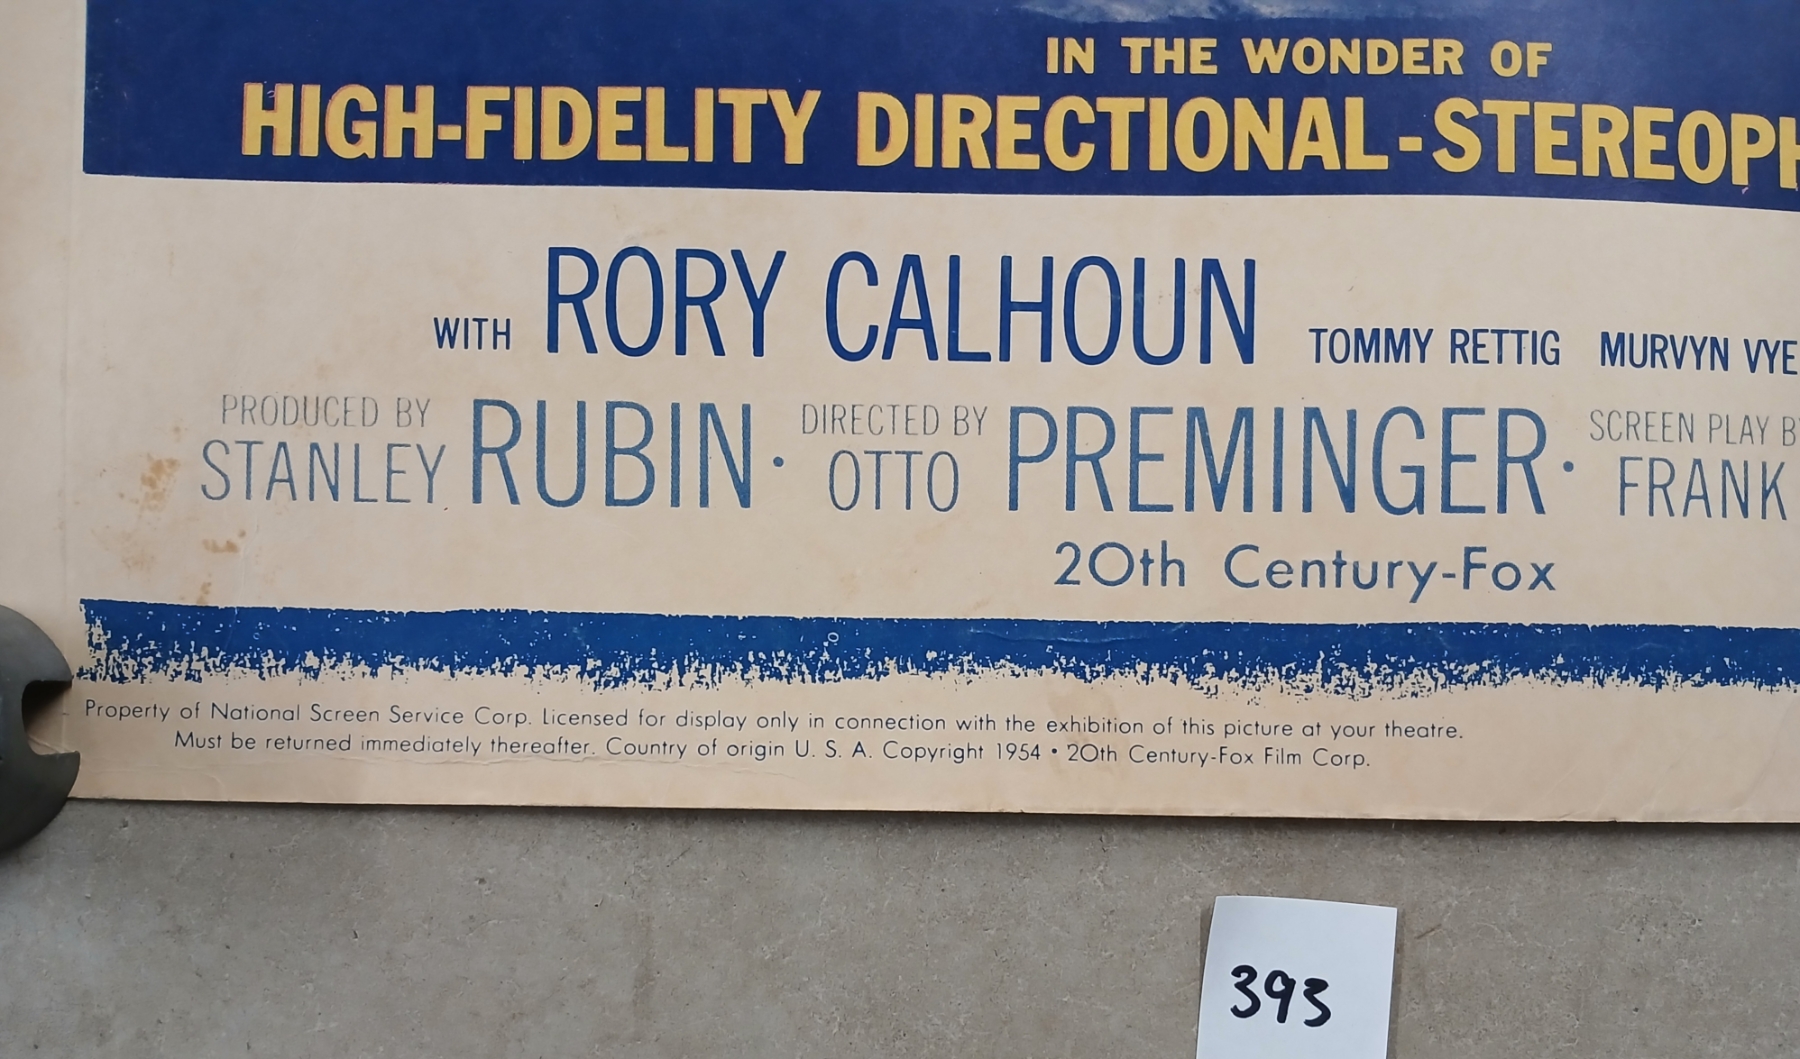 IN THE WONDER OF
HIGH-FIDELITY DIRECTIONAL-STEREOPH
WITH RORY CALHOUN TOMMY RETTIG MURVYN VYE
PRODUCED BY STANLEY RUBIN · DIRECTED BY OTTO PREMINGER · SCREEN PLAY BY FRANK
20th Century-Fox
Property of National Screen Service Corp. Licensed for display only in connection with the exhibition of this picture at your theatre.
Must be returned immediately thereafter. Country of origin U. S. A. Copyright 1954 • 20th Century-Fox Film Corp.
393